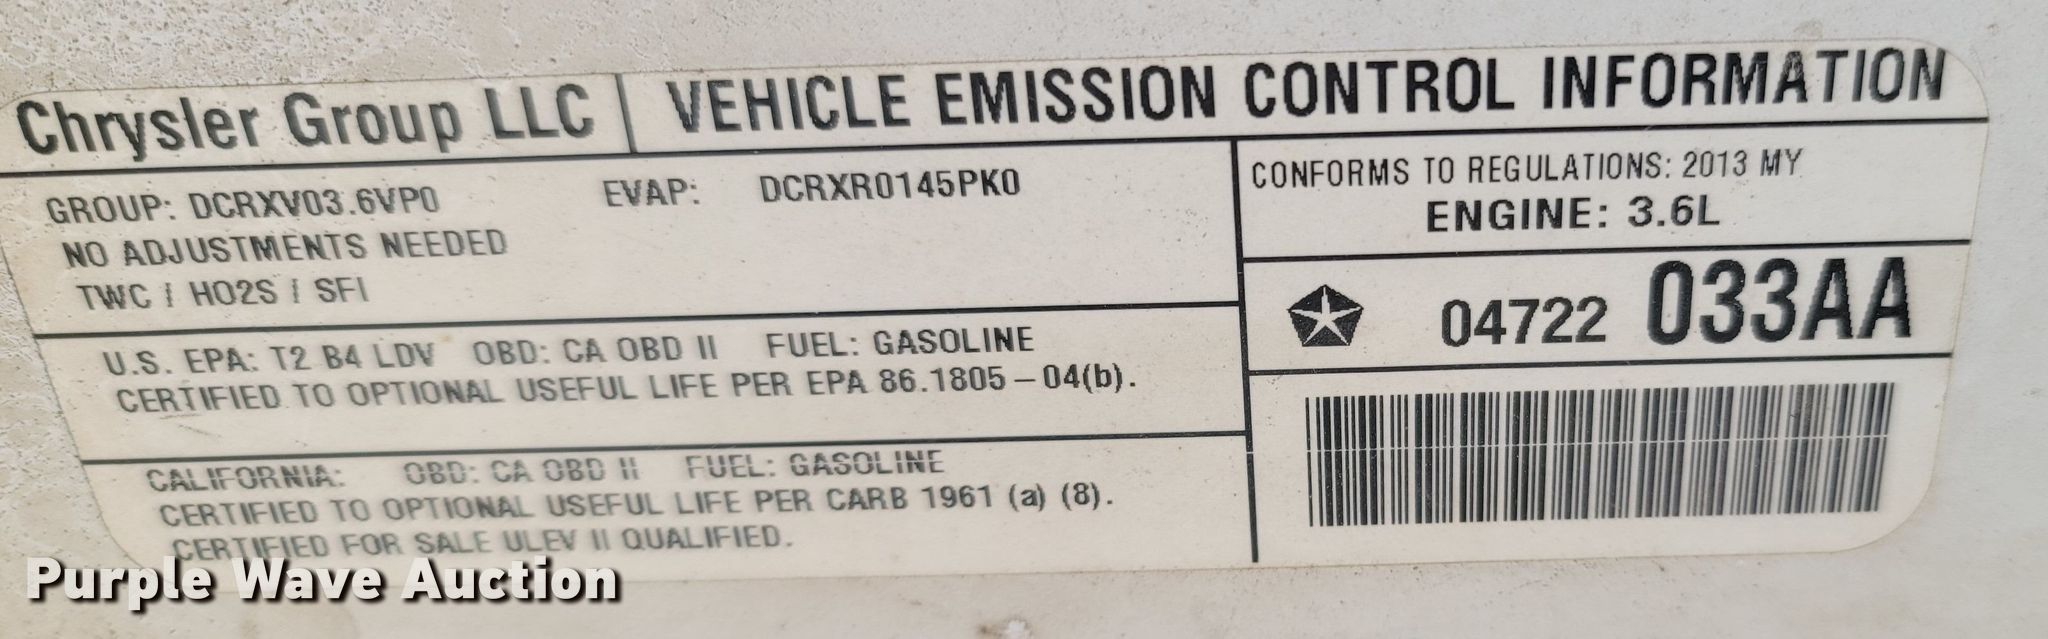 Chrysler Group LLC | VEHICLE EMISSION CONTROL INFORMATION
GROUP: DCRXV03.6VP0 EVAP: DCRXR0145PK0
NO ADJUSTMENTS NEEDED
TWC / HO2S / SFI
U.S. EPA: T2 B4 LDV OBD: CA OBD II FUEL: GASOLINE
CERTIFIED TO OPTIONAL USEFUL LIFE PER EPA 86.1805-04(b).
CALIFORNIA: OBD: CA OBD II FUEL: GASOLINE
CERTIFIED TO OPTIONAL USEFUL LIFE PER CARB 1961 (a) (8).
CERTIFIED FOR SALE ULEV II QUALIFIED.
CONFORMS TO REGULATIONS: 2013 MY
ENGINE: 3.6L
04722 033AA
Purple Wave Auction